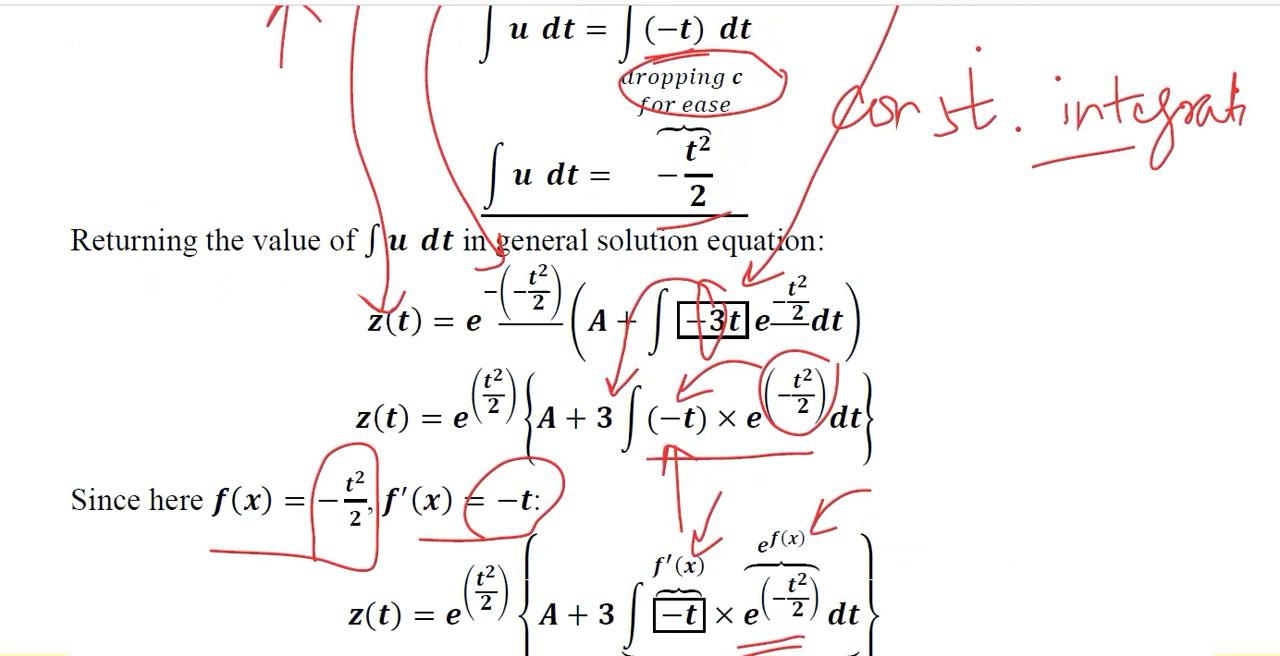 ∫ u dt = ∫ (−t) dt
dropping c
for ease
const. integrati
∫ u dt = − t²/2
Returning the value of ∫ u dt in general solution equation:
z(t) = e^(−(−t²/2)) (A + ∫ −3t e^(−t²/2) dt)
z(t) = e^(t²/2) {A + 3 ∫ (−t) × e^(−t²/2) dt}
Since here f(x) = − t²/2, f′(x) = −t:
f′(x) e^f(x)
z(t) = e^(t²/2) {A + 3 ∫ −t × e^(−t²/2) dt}